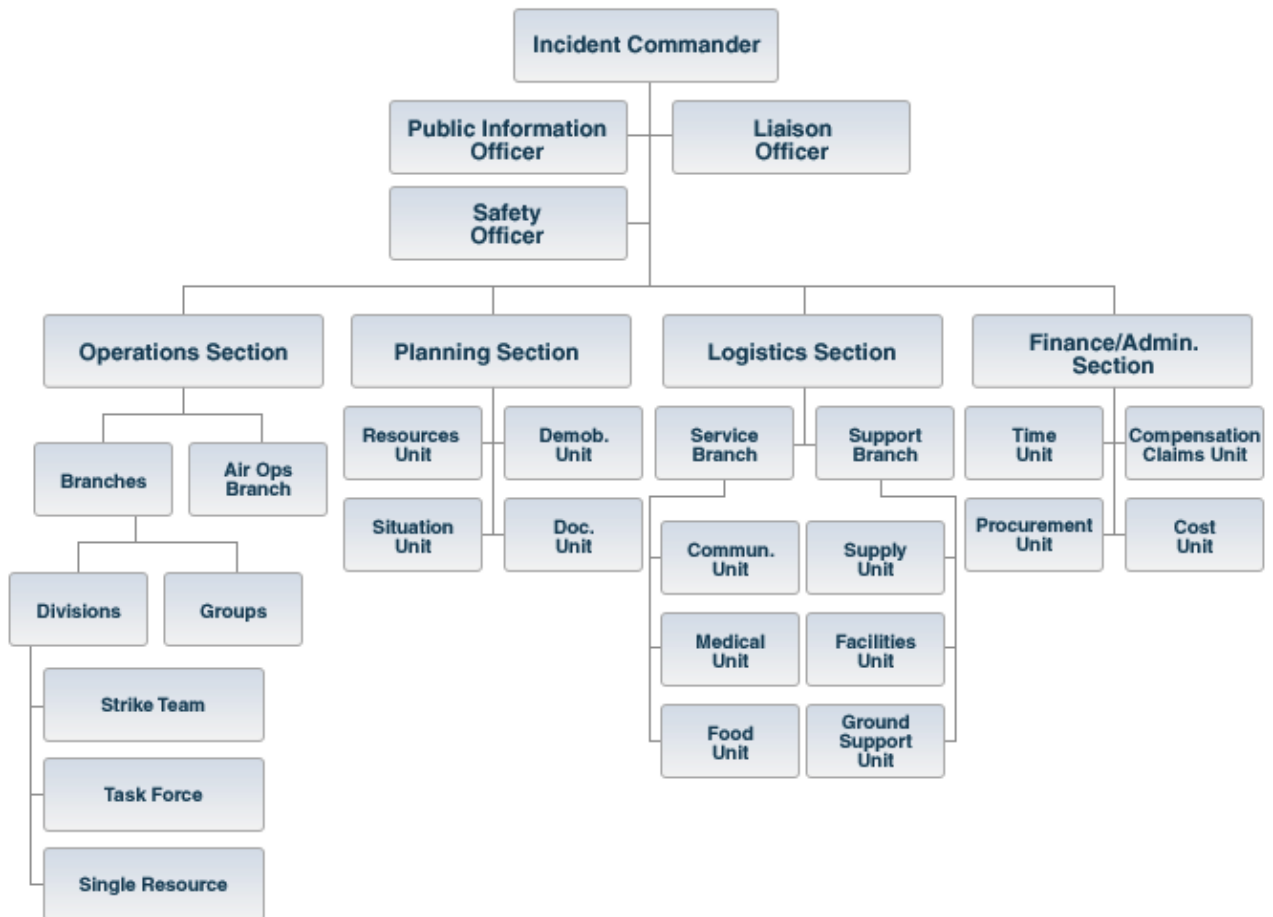 Incident Commander
Public Information
Officer
Liaison
Officer
Safety
Officer
Operations Section
Planning Section
Logistics Section
Finance/Admin.
Section
Resources
Unit
Demob.
Unit
Service
Branch
Support
Branch
Time
Unit
Compensation
Claims Unit
Branches
Air Ops
Branch
Situation
Unit
Doc.
Unit
Procurement
Unit
Cost
Unit
Commun.
Unit
Supply
Unit
Divisions
Groups
Medical
Unit
Facilities
Unit
Strike Team
Food
Unit
Ground
Support
Unit
Task Force
Single Resource